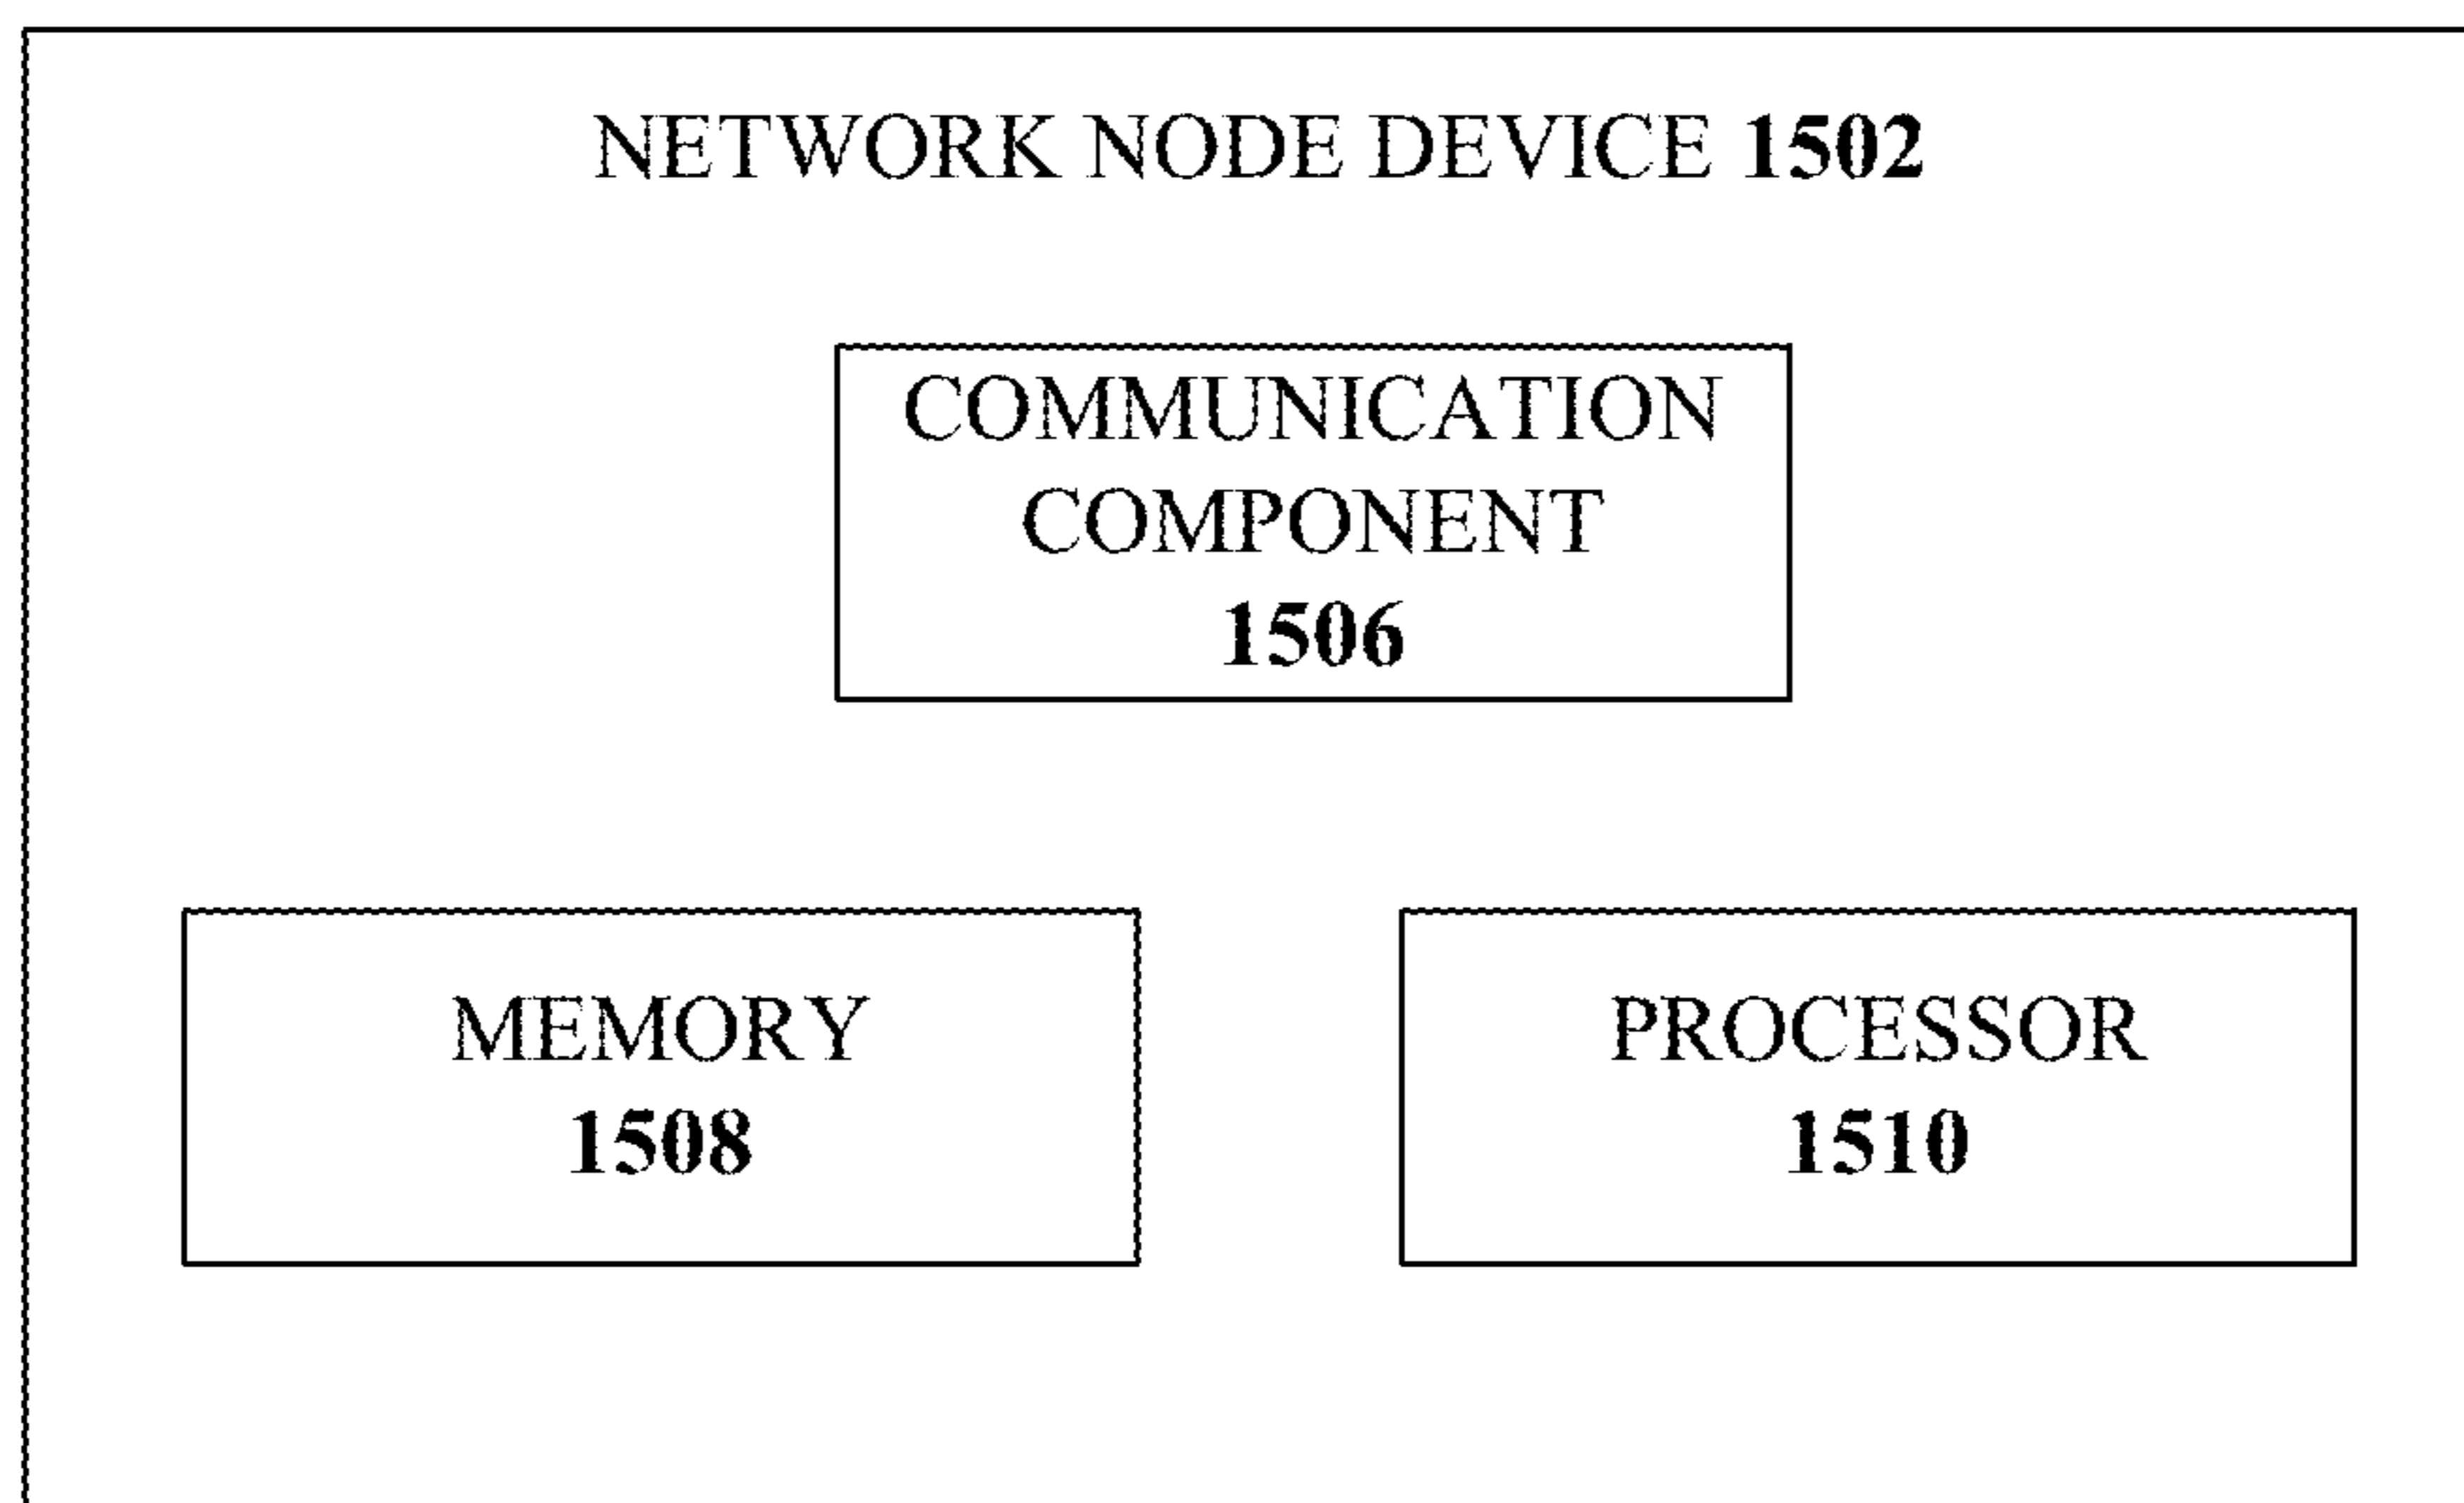 NETWORK NODE DEVICE 1502
COMMUNICATION
COMPONENT
1506
MEMORY
1508
PROCESSOR
1510